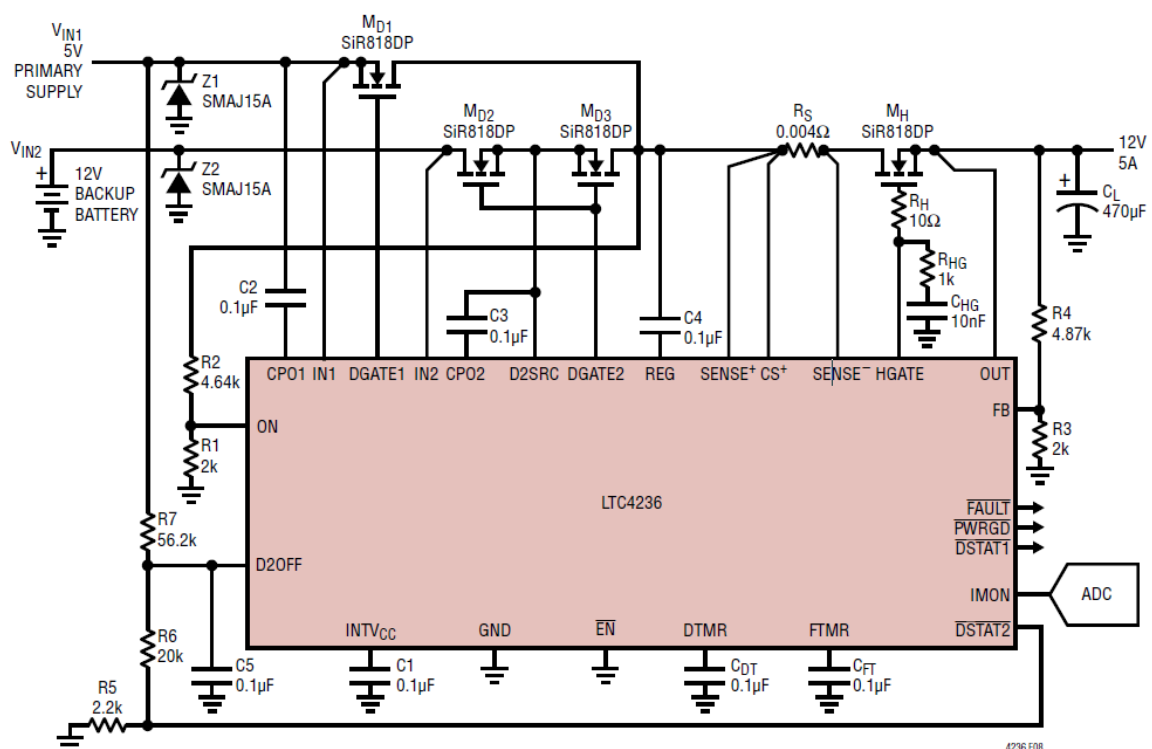 VIN1
5V
PRIMARY
SUPPLY
Z1
SMAJ15A
MD1
SiR818DP
VIN2
+
12V
BACKUP
BATTERY
Z2
SMAJ15A
MD2
SiR818DP
MD3
SiR818DP
RS
0.004Ω
MH
SiR818DP
12V
5A
+
CL
470µF
RH
10Ω
RHG
1k
CHG
10nF
R4
4.87k
C2
0.1µF
C3
0.1µF
C4
0.1µF
R2
4.64k
CPO1 IN1 DGATE1 IN2 CPO2 D2SRC DGATE2 REG SENSE+ CS+ SENSE− HGATE OUT
ON
FB
R1
2k
R3
2k
LTC4236
FAULT
PWRGD
DSTAT1
R7
56.2k
D2OFF
IMON
ADC
DSTAT2
R6
20k
INTVCC GND EN DTMR FTMR
C5
0.1µF
C1
0.1µF
CDT
0.1µF
CFT
0.1µF
R5
2.2k
4236 F08